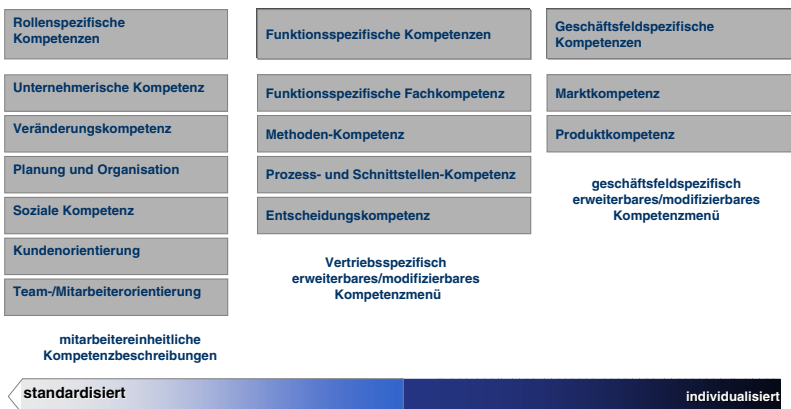 Rollenspezifische
Kompetenzen
Unternehmerische Kompetenz
Veränderungskompetenz
Planung und Organisation
Soziale Kompetenz
Kundenorientierung
Team-/Mitarbeiterorientierung
mitarbeitereinheitliche
Kompetenzbeschreibungen
Funktionsspezifische Kompetenzen
Funktionsspezifische Fachkompetenz
Methoden-Kompetenz
Prozess- und Schnittstellen-Kompetenz
Entscheidungskompetenz
Vertriebsspezifisch
erweiterbares/modifizierbares
Kompetenzmenü
Geschäftsfeldspezifische
Kompetenzen
Marktkompetenz
Produktkompetenz
geschäftsfeldspezifisch
erweiterbares/modifizierbares
Kompetenzmenü
standardisiert
individualisiert